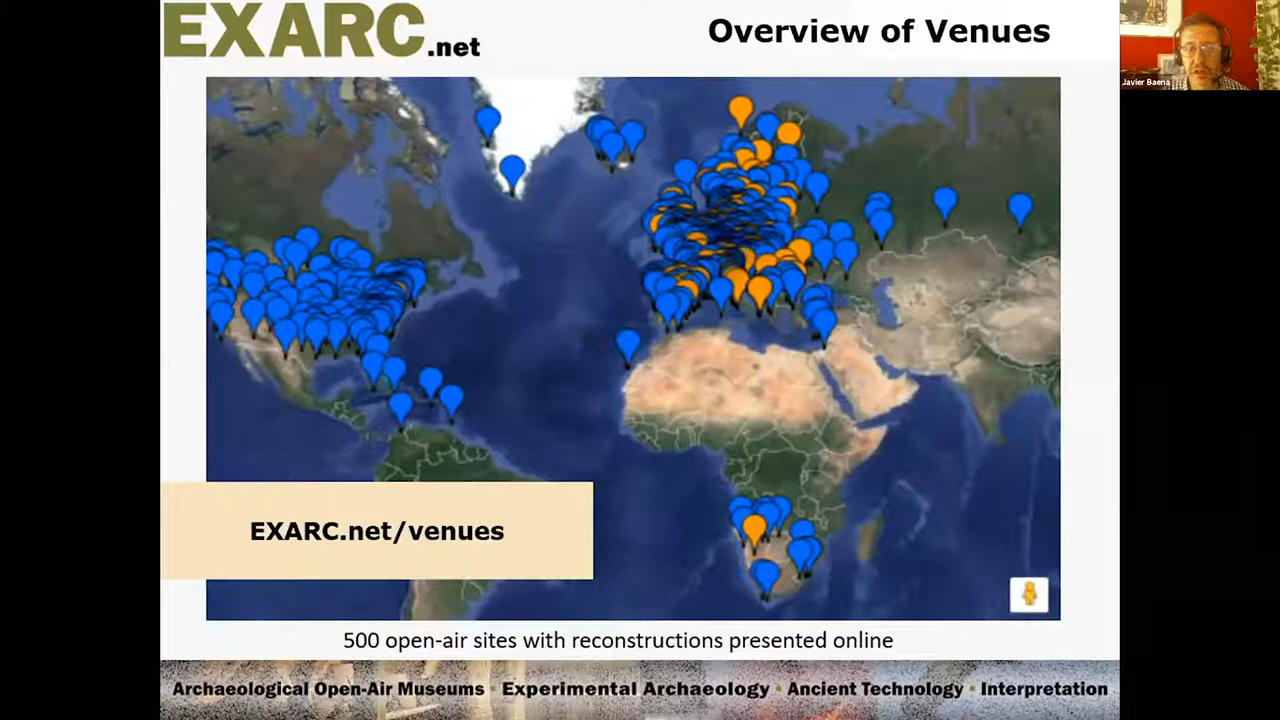 EXARC.net
Overview of Venues
Javier Baena
EXARC.net/venues
500 open-air sites with reconstructions presented online
Archaeological Open-Air Museums · Experimental Archaeology · Ancient Technology · Interpretation